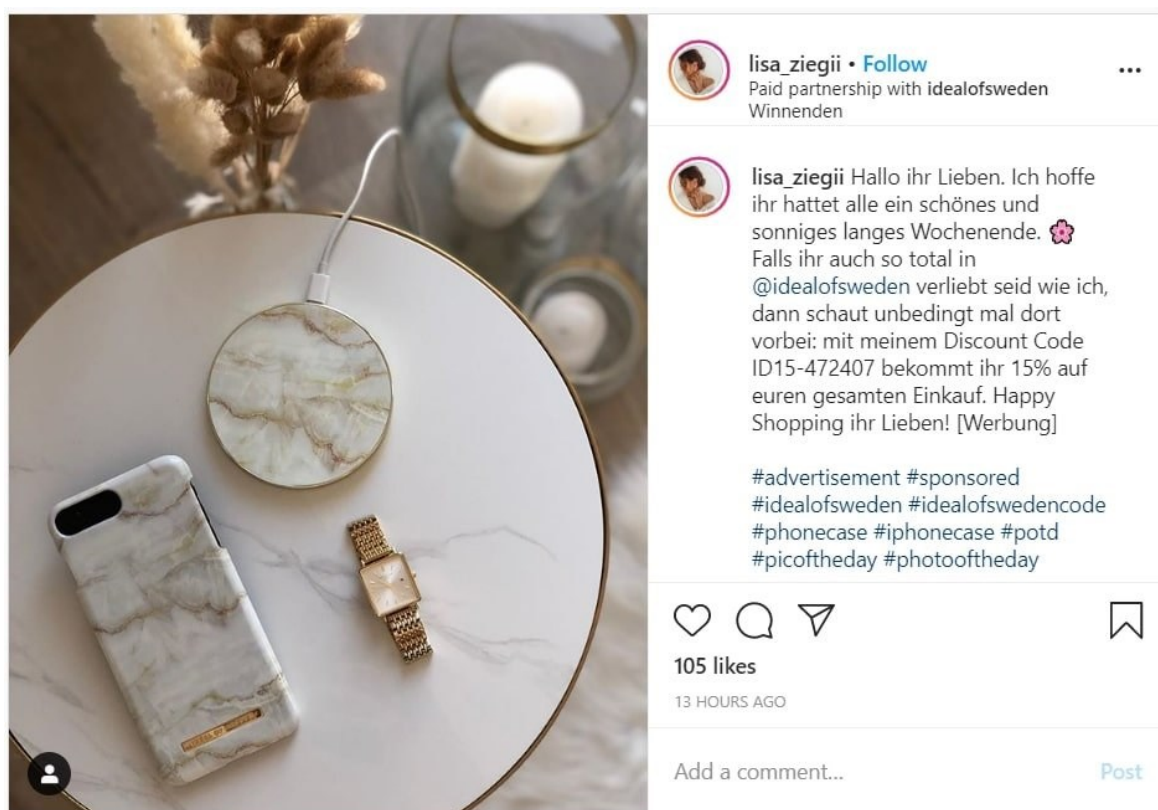 lisa_ziegii • Follow
Paid partnership with idealofsweden
Winnenden
lisa_ziegii Hallo ihr Lieben. Ich hoffe
ihr hattet alle ein schönes und
sonniges langes Wochenende. 🌸
Falls ihr auch so total in
@idealofsweden verliebt seid wie ich,
dann schaut unbedingt mal dort
vorbei: mit meinem Discount Code
ID15-472407 bekommt ihr 15% auf
euren gesamten Einkauf. Happy
Shopping ihr Lieben! [Werbung]
#advertisement #sponsored
#idealofsweden #idealofswedencode
#phonecase #iphonecase #potd
#picoftheday #photooftheday
105 likes
13 HOURS AGO
Add a comment... Post